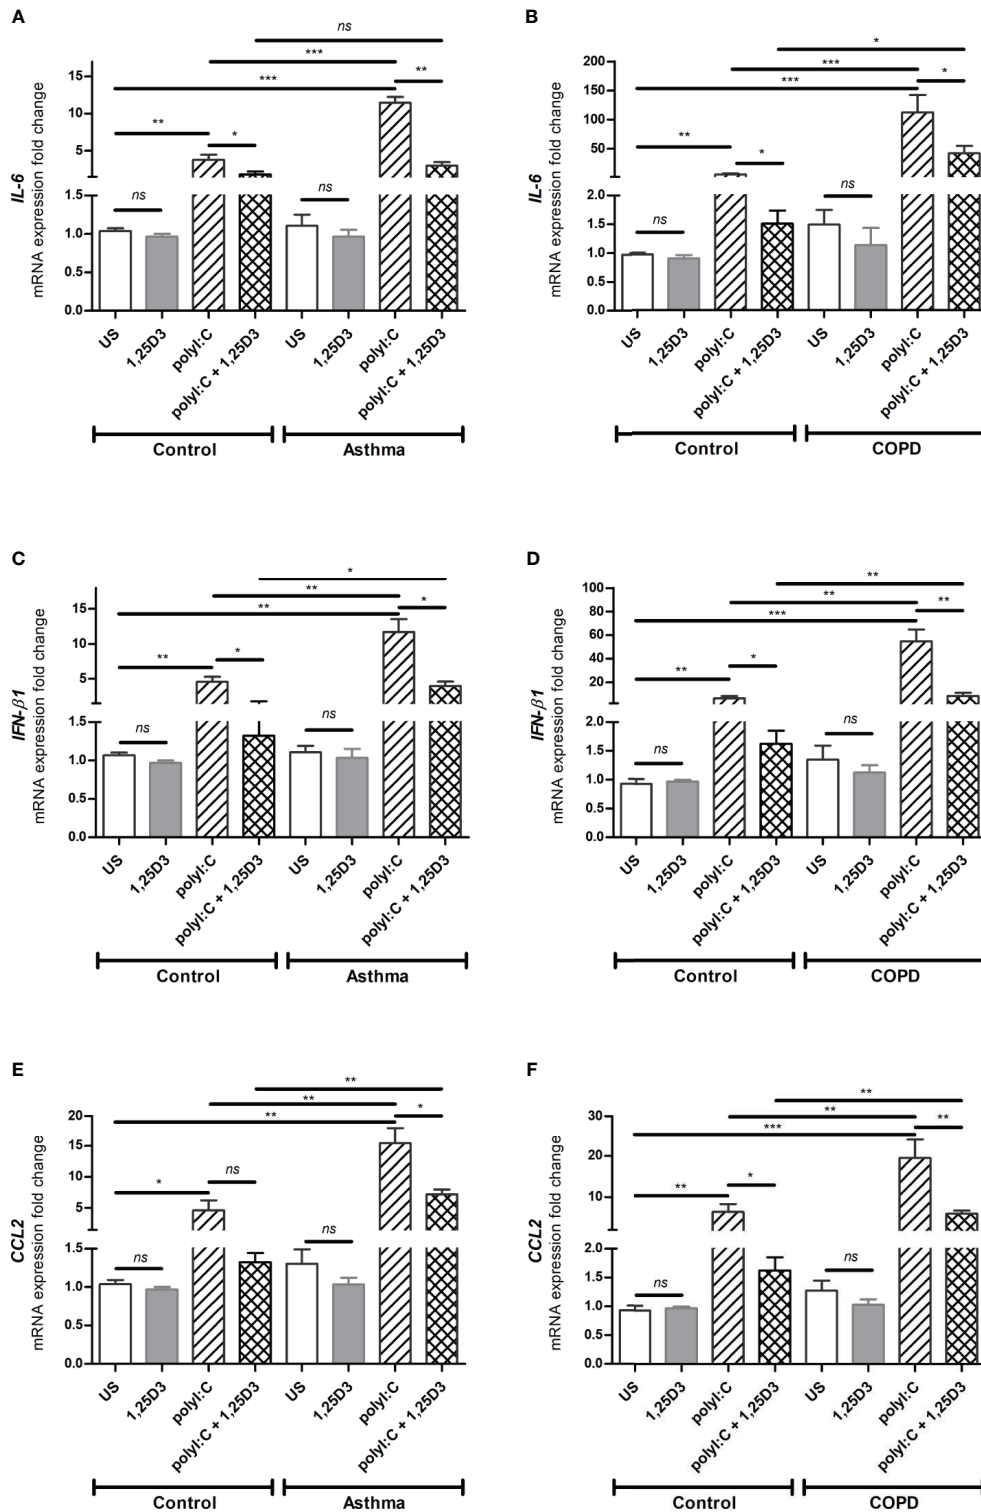 A
IL-6
mRNA expression fold change
15
10
5
1.5
1.0
0.5
0.0
ns
**
*
***
***
ns
ns
**
US
1,25D3
polyI:C
polyI:C + 1,25D3
US
1,25D3
polyI:C
polyI:C + 1,25D3
Control
Asthma
B
IL-6
mRNA expression fold change
200
150
100
50
2.0
1.5
1.0
0.5
0.0
ns
**
*
***
***
*
ns
*
US
1,25D3
polyI:C
polyI:C + 1,25D3
US
1,25D3
polyI:C
polyI:C + 1,25D3
Control
COPD
C
IFN-β1
mRNA expression fold change
15
10
5
1.5
1.0
0.5
0.0
ns
**
*
**
**
*
ns
*
US
1,25D3
polyI:C
polyI:C + 1,25D3
US
1,25D3
polyI:C
polyI:C + 1,25D3
Control
Asthma
D
IFN-β1
mRNA expression fold change
100
80
60
40
20
2.0
1.5
1.0
0.5
0.0
ns
**
*
***
**
**
ns
**
US
1,25D3
polyI:C
polyI:C + 1,25D3
US
1,25D3
polyI:C
polyI:C + 1,25D3
Control
COPD
E
CCL2
mRNA expression fold change
20
15
10
5
1.5
1.0
0.5
0.0
ns
*
ns
**
**
**
ns
*
US
1,25D3
polyI:C
polyI:C + 1,25D3
US
1,25D3
polyI:C
polyI:C + 1,25D3
Control
Asthma
F
CCL2
mRNA expression fold change
30
20
10
2.0
1.5
1.0
0.5
0.0
ns
**
*
***
**
**
ns
**
US
1,25D3
polyI:C
polyI:C + 1,25D3
US
1,25D3
polyI:C
polyI:C + 1,25D3
Control
COPD